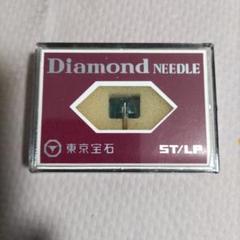 Diamond NEEDLE
東京宝石 ST/LP